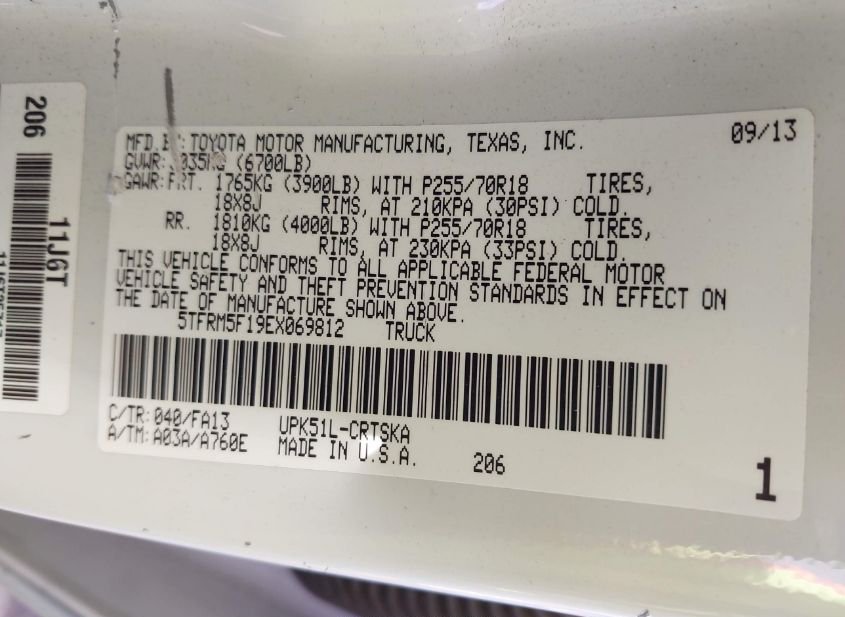 206
11J6T
MFD.BY:TOYOTA MOTOR MANUFACTURING, TEXAS, INC. 09/13
GVWR: (6700LB)
GAWR:FRT. 1765KG (3900LB) WITH P255/70R18 TIRES,
18X8J RIMS, AT 210KPA (30PSI) COLD.
RR. 1810KG (4000LB) WITH P255/70R18 TIRES,
18X8J RIMS, AT 230KPA (33PSI) COLD.
THIS VEHICLE CONFORMS TO ALL APPLICABLE FEDERAL MOTOR
VEHICLE SAFETY AND THEFT PREVENTION STANDARDS IN EFFECT ON
THE DATE OF MANUFACTURE SHOWN ABOVE.
5TFRM5F19EX069812 TRUCK
C/TR:040/FA13 UPK51L-CRTSKA
A/TM:A03A/A760E MADE IN U.S.A. 206
1